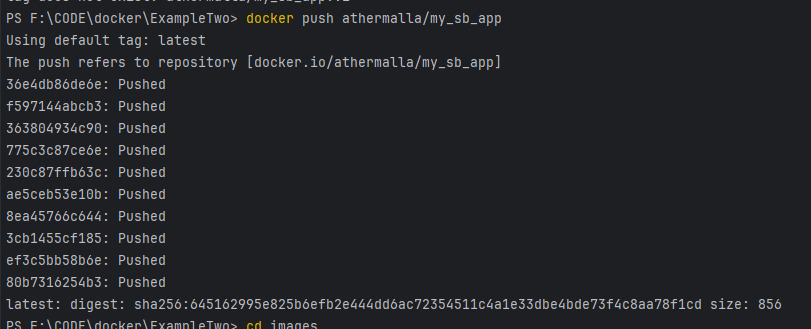 PS F:\CODE\docker\ExampleTwo> docker push athermalla/my_sb_app
Using default tag: latest
The push refers to repository [docker.io/athermalla/my_sb_app]
36e4db86de6e: Pushed
f597144abcb3: Pushed
363804934c90: Pushed
775c3c87ce6e: Pushed
230c87ffb63c: Pushed
ae5ceb53e10b: Pushed
8ea45766c644: Pushed
3cb1455cf185: Pushed
ef3c5bb58b6e: Pushed
80b7316254b3: Pushed
latest: digest: sha256:645162995e825b6efb2e444dd6ac72354511c4a1e33dbe4bde73f4c8aa78f1cd size: 856
PS F:\CODE\docker\ExampleTwo> cd images